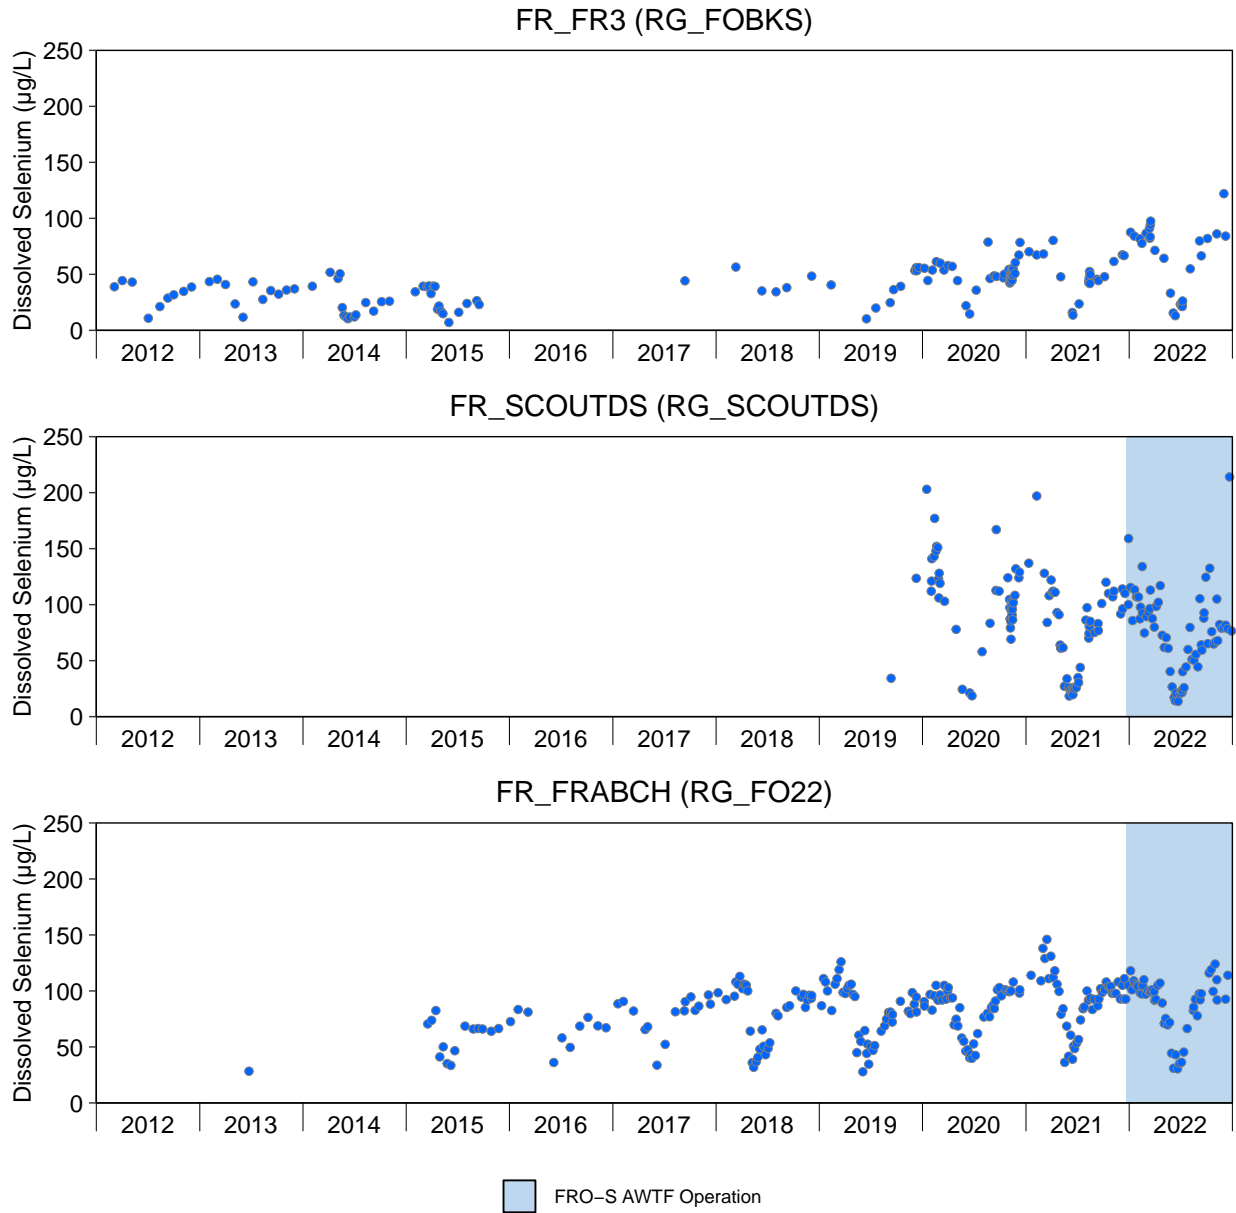 FR_FR3 (RG_FOBKS)
Dissolved Selenium (µg/L)
250
200
150
100
50
0
2012 2013 2014 2015 2016 2017 2018 2019 2020 2021 2022
FR_SCOUTDS (RG_SCOUTDS)
Dissolved Selenium (µg/L)
250
200
150
100
50
0
2012 2013 2014 2015 2016 2017 2018 2019 2020 2021 2022
FR_FRABCH (RG_FO22)
Dissolved Selenium (µg/L)
250
200
150
100
50
0
2012 2013 2014 2015 2016 2017 2018 2019 2020 2021 2022
FRO−S AWTF Operation